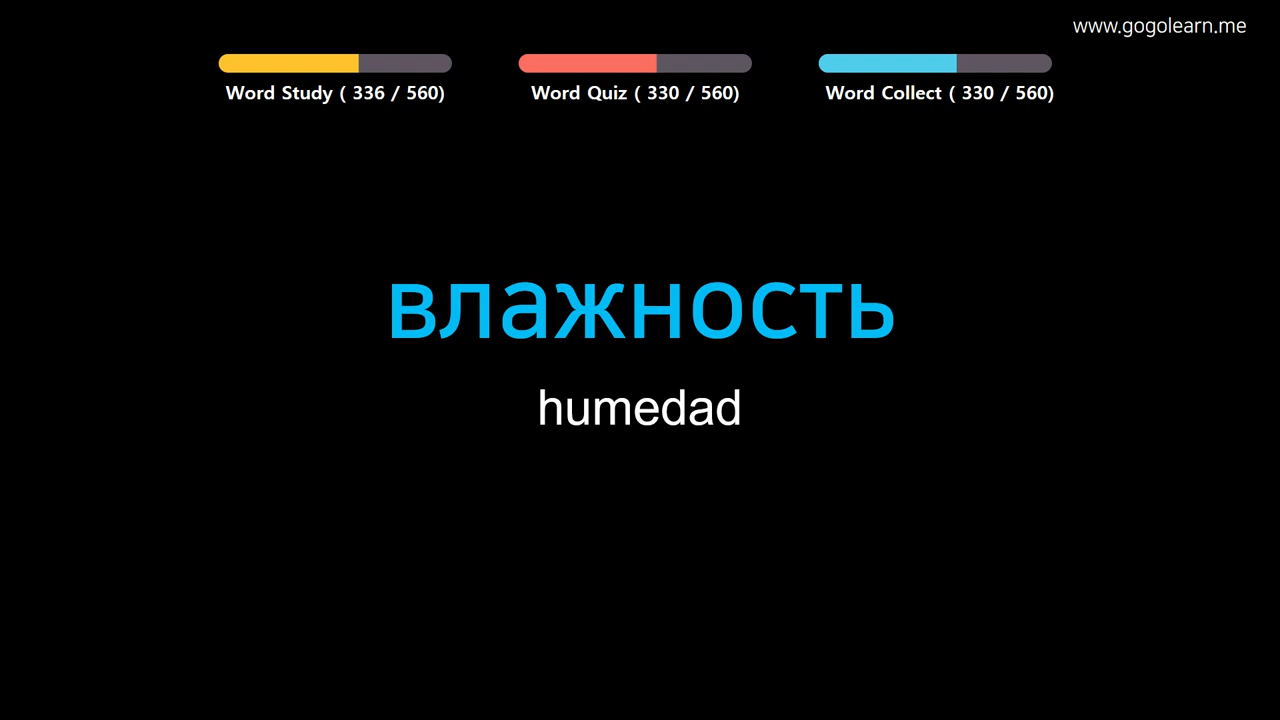 www.gogolearn.me
Word Study ( 336 / 560)
Word Quiz ( 330 / 560)
Word Collect ( 330 / 560)
влажность
humedad